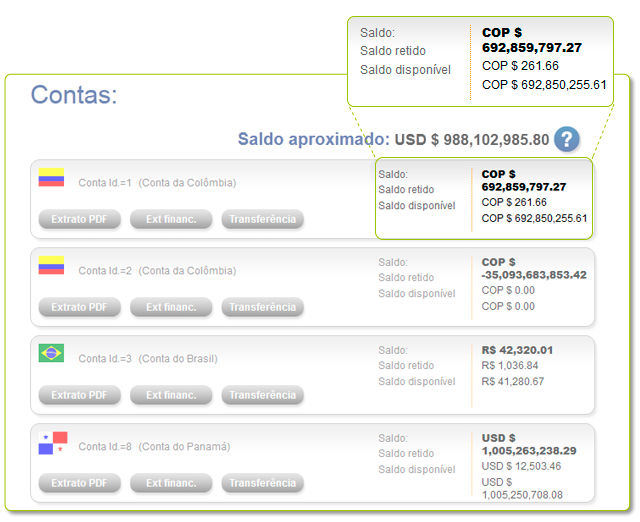 Saldo: COP $
692,859,797.27
Saldo retido COP $ 261.66
Saldo disponível COP $ 692,850,255.61
Contas:
Saldo aproximado: USD $ 988,102,985.80 ?
Conta Id.=1 (Conta da Colômbia)
Saldo: COP $
692,859,797.27
Saldo retido COP $ 261.66
Saldo disponível COP $ 692,850,255.61
Extrato PDF Ext financ. Transferência
Conta Id.=2 (Conta da Colômbia)
Saldo: COP $
-35,093,683,853.42
Saldo retido COP $ 0.00
Saldo disponível COP $ 0.00
Extrato PDF Ext financ. Transferência
Conta Id.=3 (Conta do Brasil)
Saldo: R$ 42,320.01
Saldo retido R$ 1,036.84
Saldo disponível R$ 41,280.67
Extrato PDF Ext financ. Transferência
Conta Id.=8 (Conta do Panamá)
Saldo: USD $
1,005,263,238.29
Saldo retido USD $ 12,503.46
Saldo disponível USD $
1,005,250,708.08
Extrato PDF Ext financ. Transferência